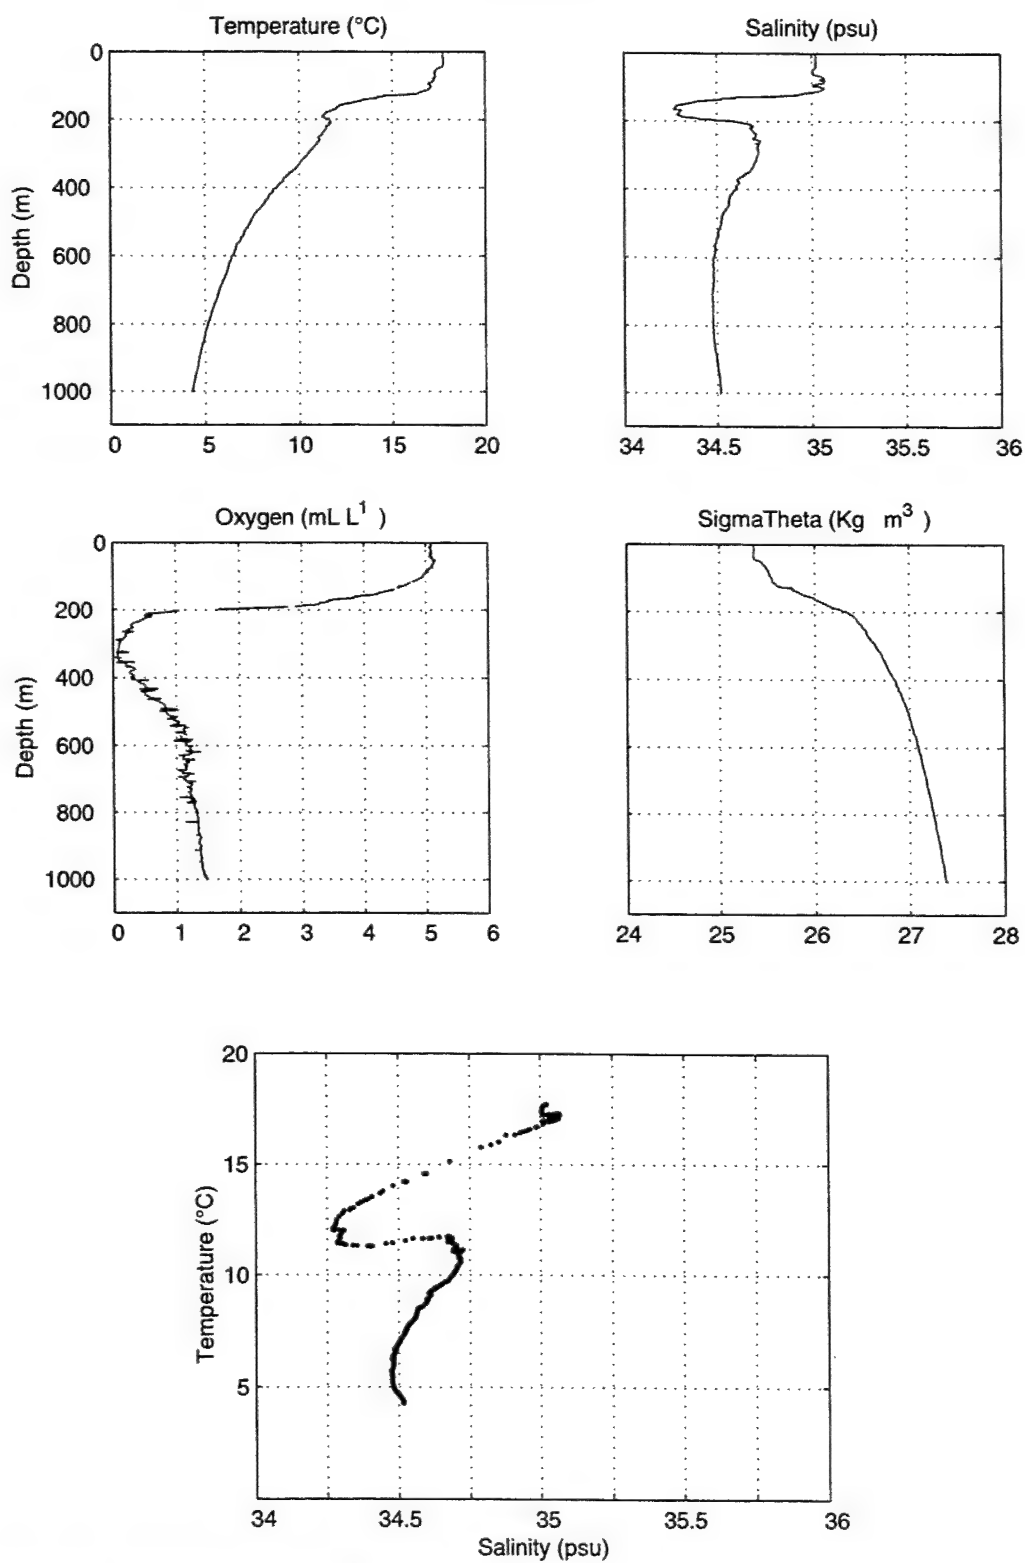 Temperature (°C)
Salinity (psu)
0
200
400
600
800
1000
Depth (m)
0 5 10 15 20
34 34.5 35 35.5 36
Oxygen (mL L1 )
SigmaTheta (Kg m3 )
0
200
400
600
800
1000
Depth (m)
0 1 2 3 4 5 6
24 25 26 27 28
20
15
10
5
Temperature (°C)
34 34.5 35 35.5 36
Salinity (psu)